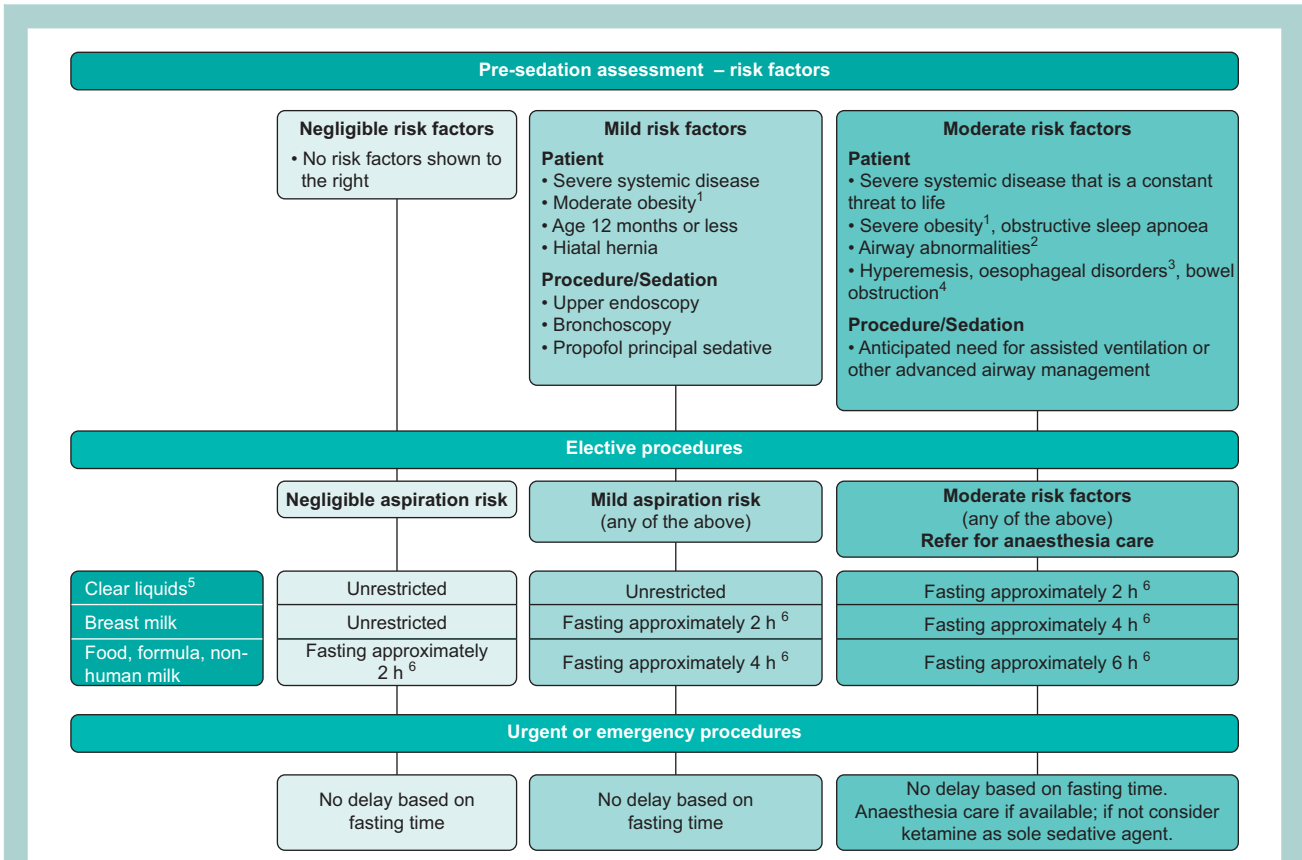 Pre-sedation assessment – risk factors
Negligible risk factors
• No risk factors shown to
the right
Mild risk factors
Patient
• Severe systemic disease
• Moderate obesity1
• Age 12 months or less
• Hiatal hernia
Procedure/Sedation
• Upper endoscopy
• Bronchoscopy
• Propofol principal sedative
Moderate risk factors
Patient
• Severe systemic disease that is a constant
threat to life
• Severe obesity1, obstructive sleep apnoea
• Airway abnormalities2
• Hyperemesis, oesophageal disorders3, bowel
obstruction4
Procedure/Sedation
• Anticipated need for assisted ventilation or
other advanced airway management
Elective procedures
Negligible aspiration risk
Mild aspiration risk
(any of the above)
Moderate risk factors
(any of the above)
Refer for anaesthesia care
Clear liquids5
Unrestricted
Unrestricted
Fasting approximately 2 h 6
Breast milk
Unrestricted
Fasting approximately 2 h 6
Fasting approximately 4 h 6
Food, formula, non-
human milk
Fasting approximately
2 h 6
Fasting approximately 4 h 6
Fasting approximately 6 h 6
Urgent or emergency procedures
No delay based on
fasting time
No delay based on
fasting time
No delay based on fasting time.
Anaesthesia care if available; if not consider
ketamine as sole sedative agent.